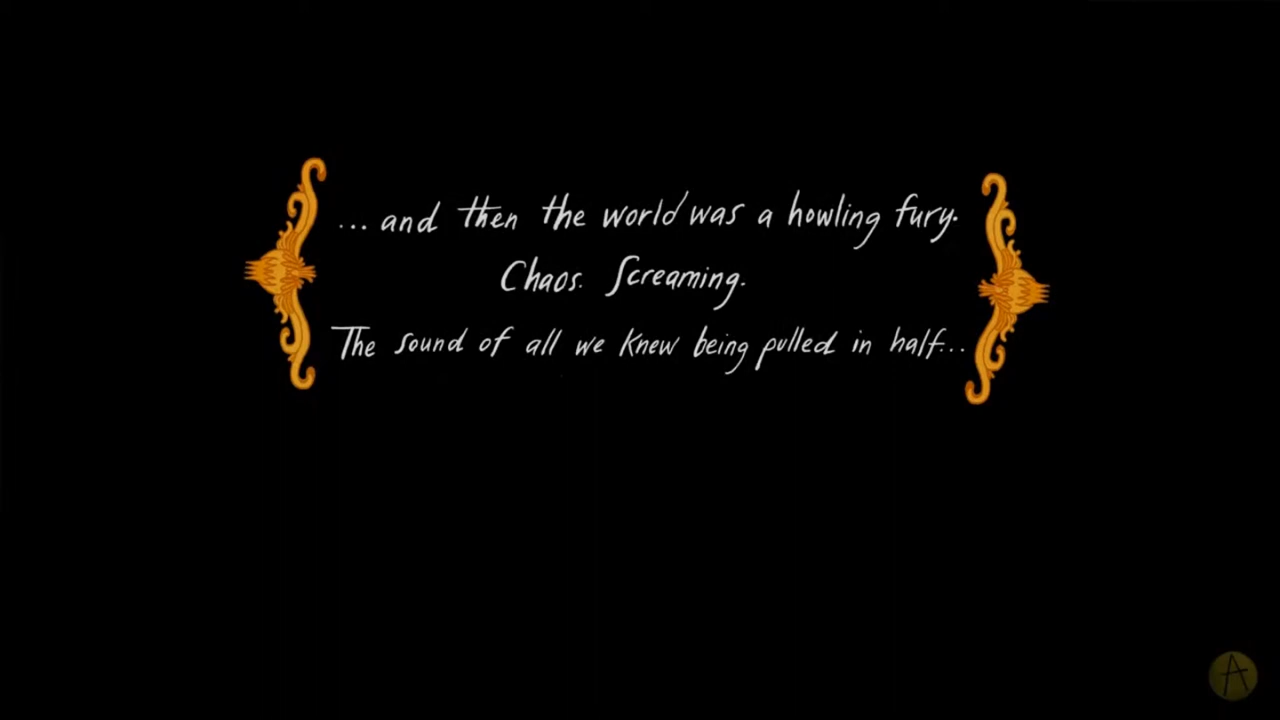 ...and then the world was a howling fury.
Chaos. Screaming.
The sound of all we knew being pulled in half...
A